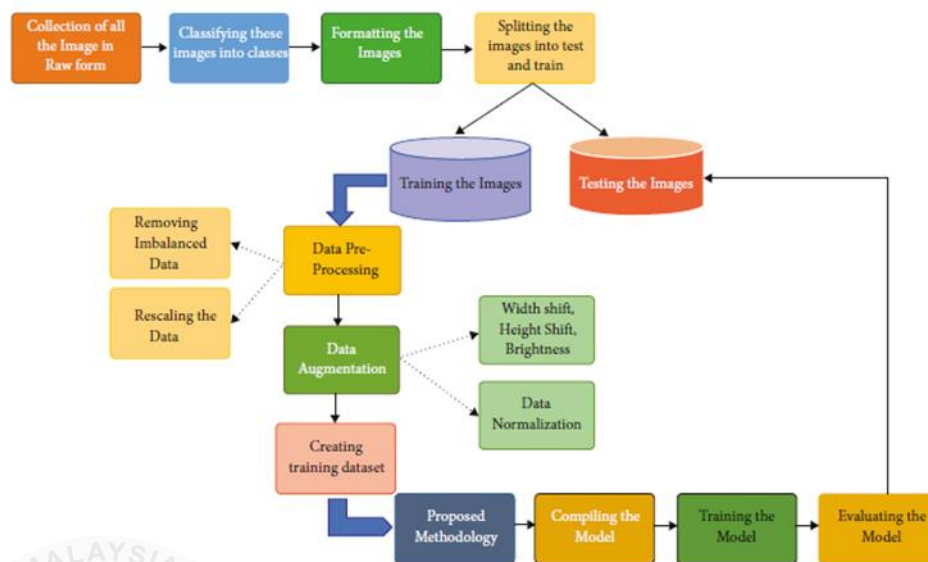 Collection of all
the Image in
Raw form
Classifying these
images into classes
Formatting the
Images
Splitting the
images into test
and train
Training the Images
Testing the Images
Removing
Imbalanced
Data
Data Pre-
Processing
Rescaling the
Data
Width shift,
Height Shift,
Brightness
Data
Augmentation
Data
Normalization
Creating
training dataset
Proposed
Methodology
Compiling the
Model
Training the
Model
Evaluating the
Model
MALAYSIA